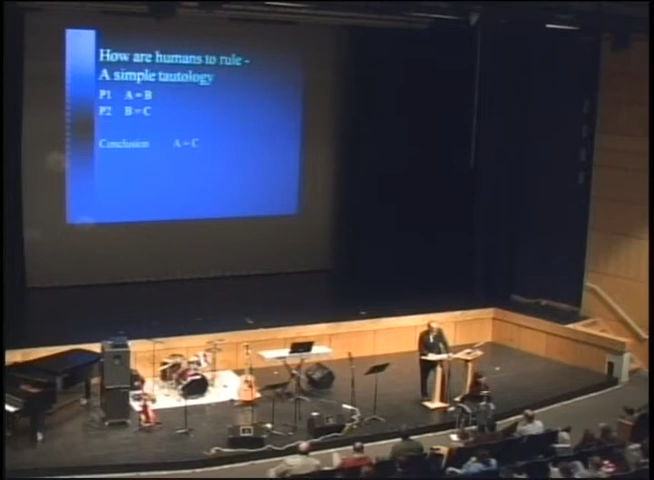 How are humans to rule -
A simple tautology
P1 A = B
P2 B = C
Conclusion A = C